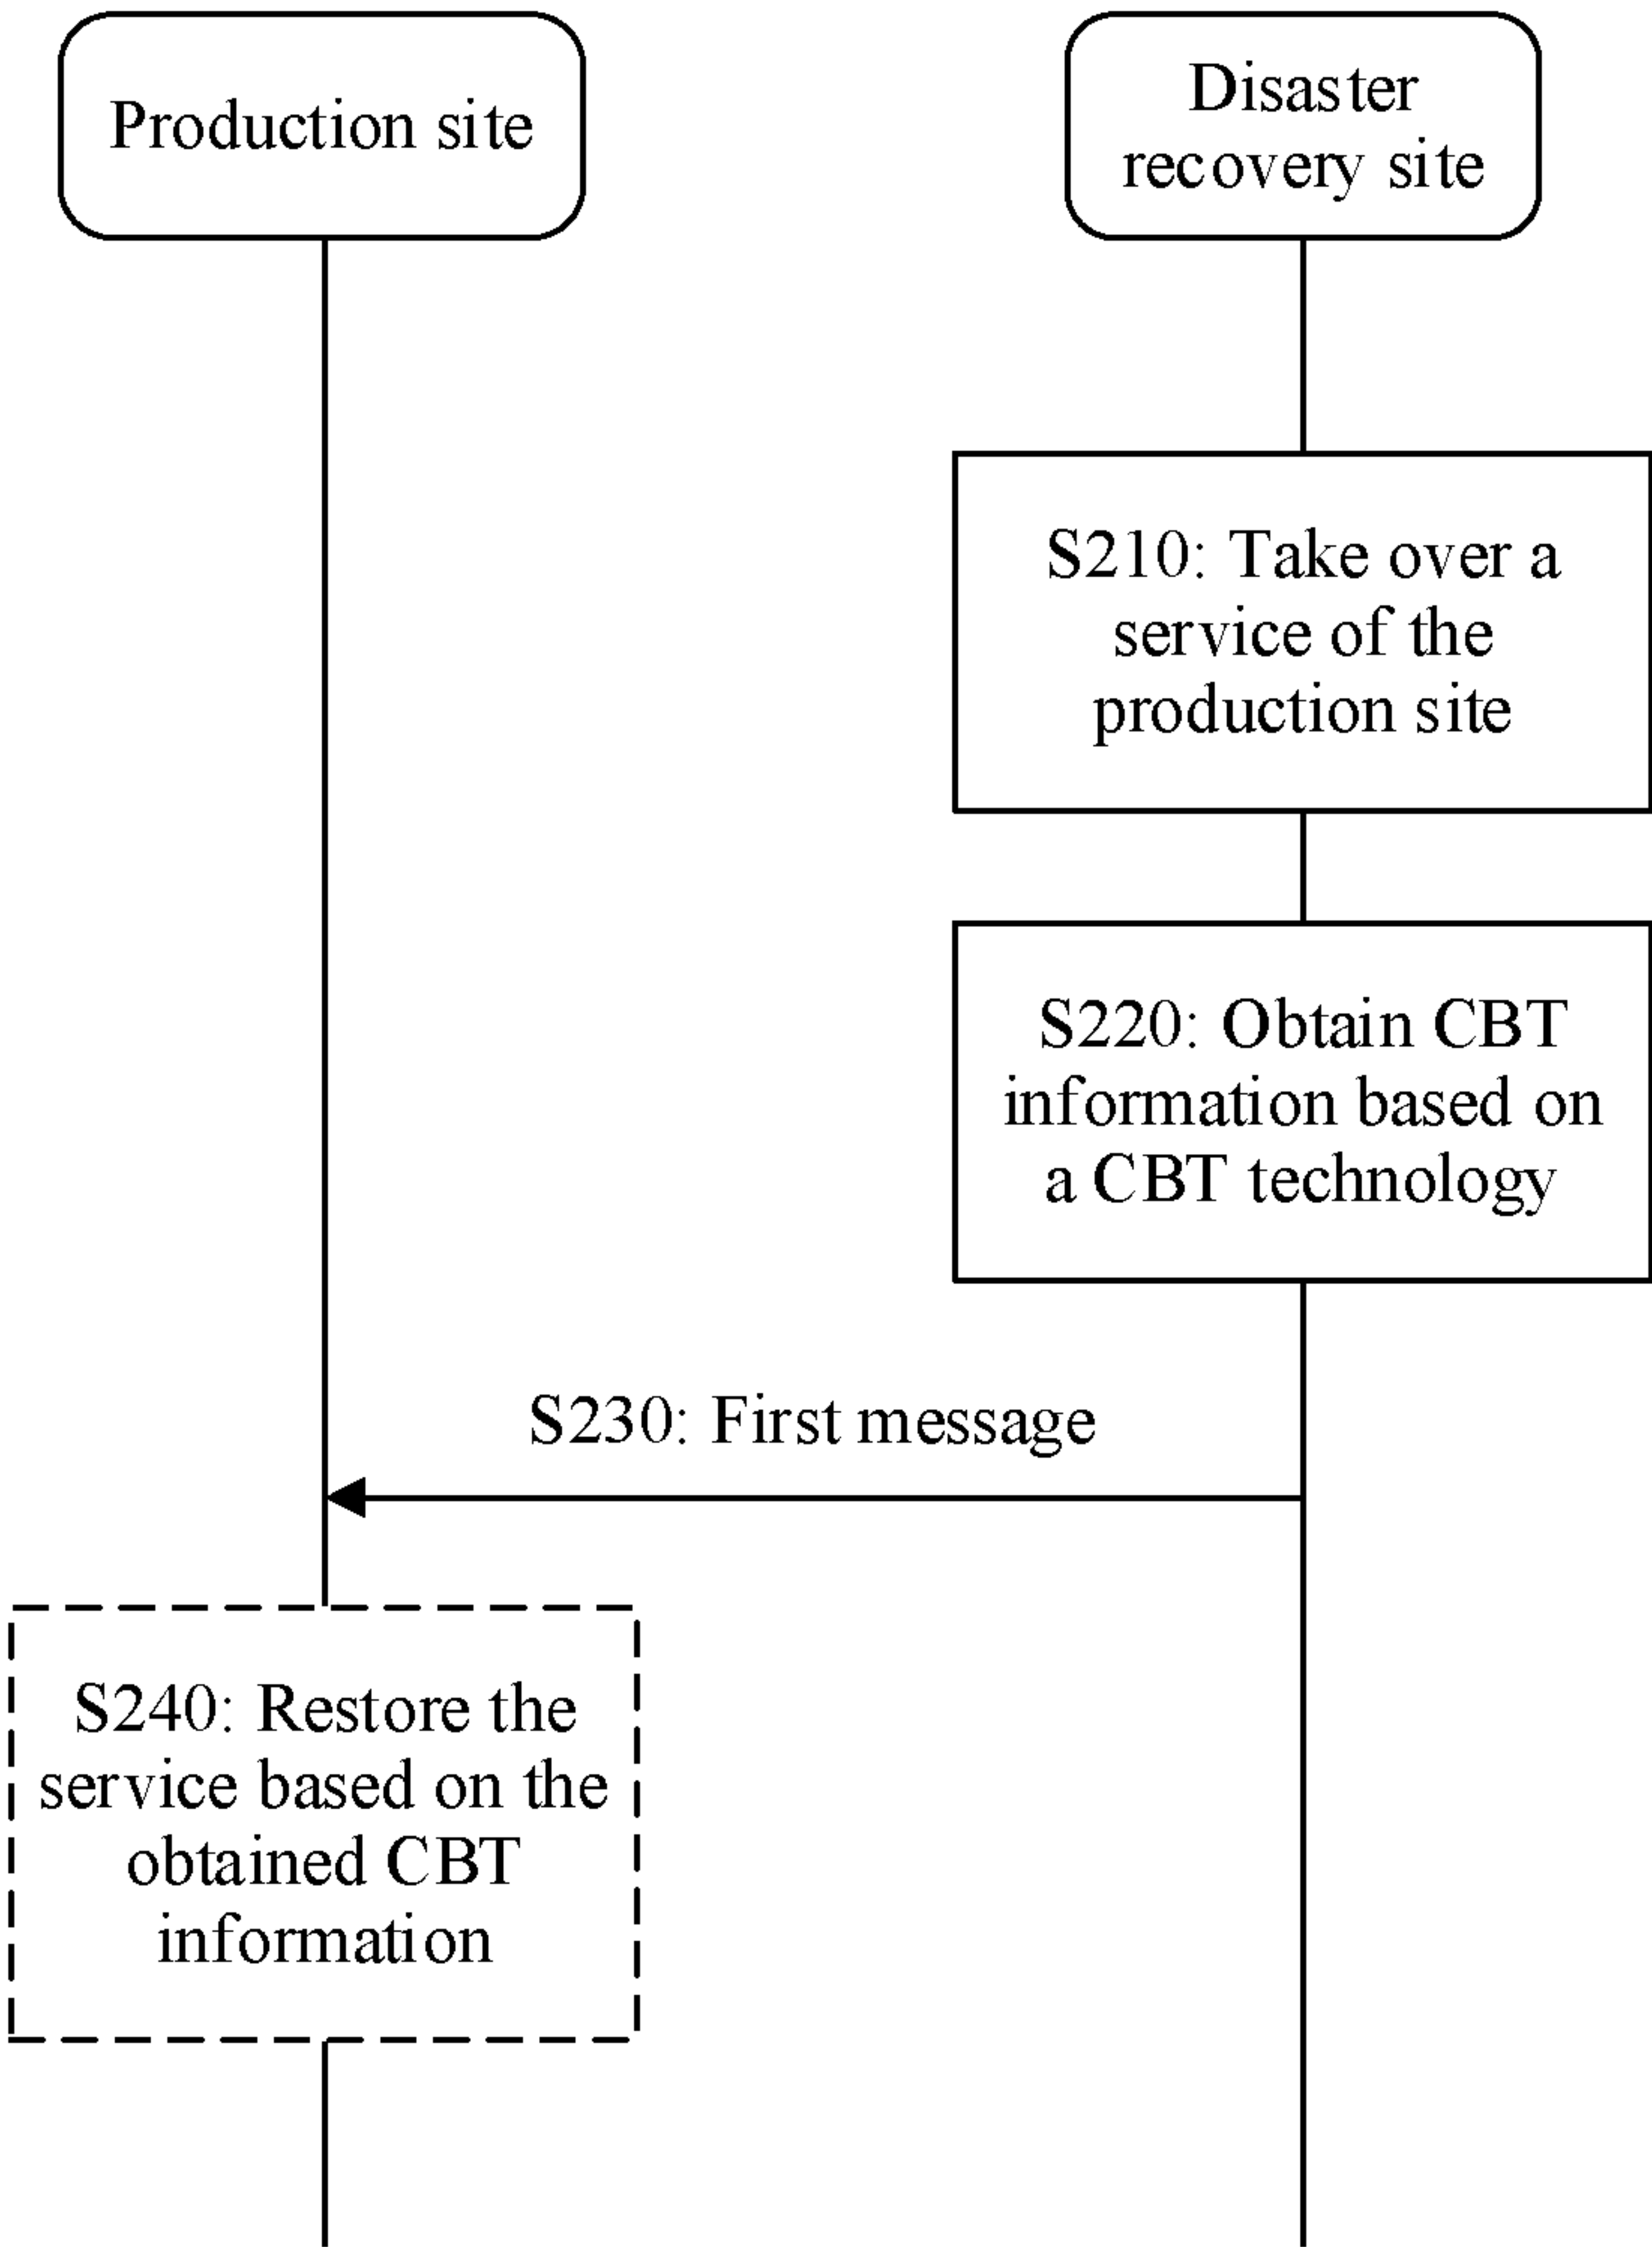 Production site
Disaster
recovery site
S210: Take over a
service of the
production site
S220: Obtain CBT
information based on
a CBT technology
S230: First message
S240: Restore the
service based on the
obtained CBT
information